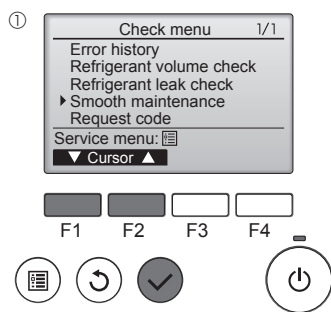 ①
Check menu 1/1
Error history
Refrigerant volume check
Refrigerant leak check
Smooth maintenance
Request code
Service menu:
▼ Cursor ▲
F1 F2 F3 F4